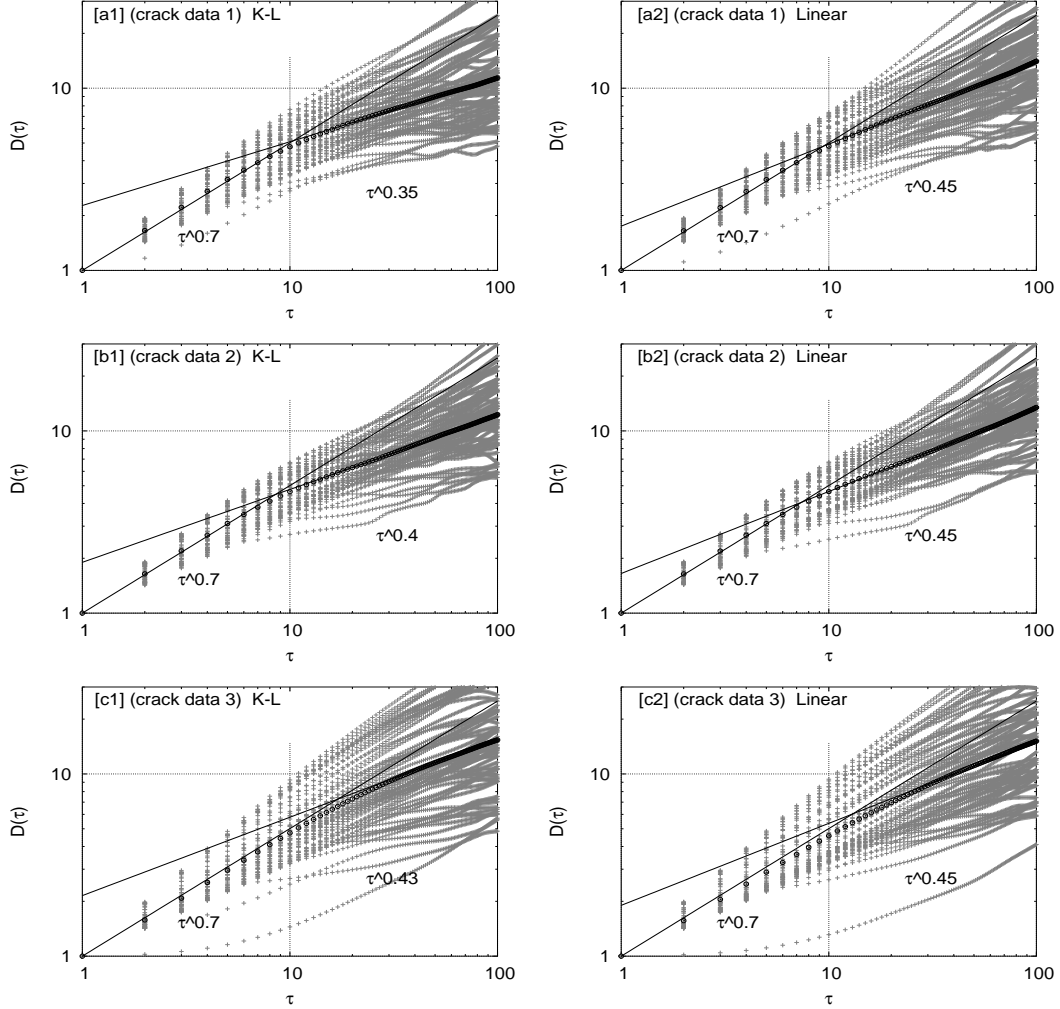 [a1] (crack data 1) K-L
10
1
D(τ)
τ^0.35
τ^0.7
1
10
100
τ
[a2] (crack data 1) Linear
10
1
D(τ)
τ^0.45
τ^0.7
1
10
100
τ
[b1] (crack data 2) K-L
10
1
D(τ)
τ^0.4
τ^0.7
1
10
100
τ
[b2] (crack data 2) Linear
10
1
D(τ)
τ^0.45
τ^0.7
1
10
100
τ
[c1] (crack data 3) K-L
10
1
D(τ)
τ^0.43
τ^0.7
1
10
100
τ
[c2] (crack data 3) Linear
10
1
D(τ)
τ^0.45
τ^0.7
1
10
100
τ